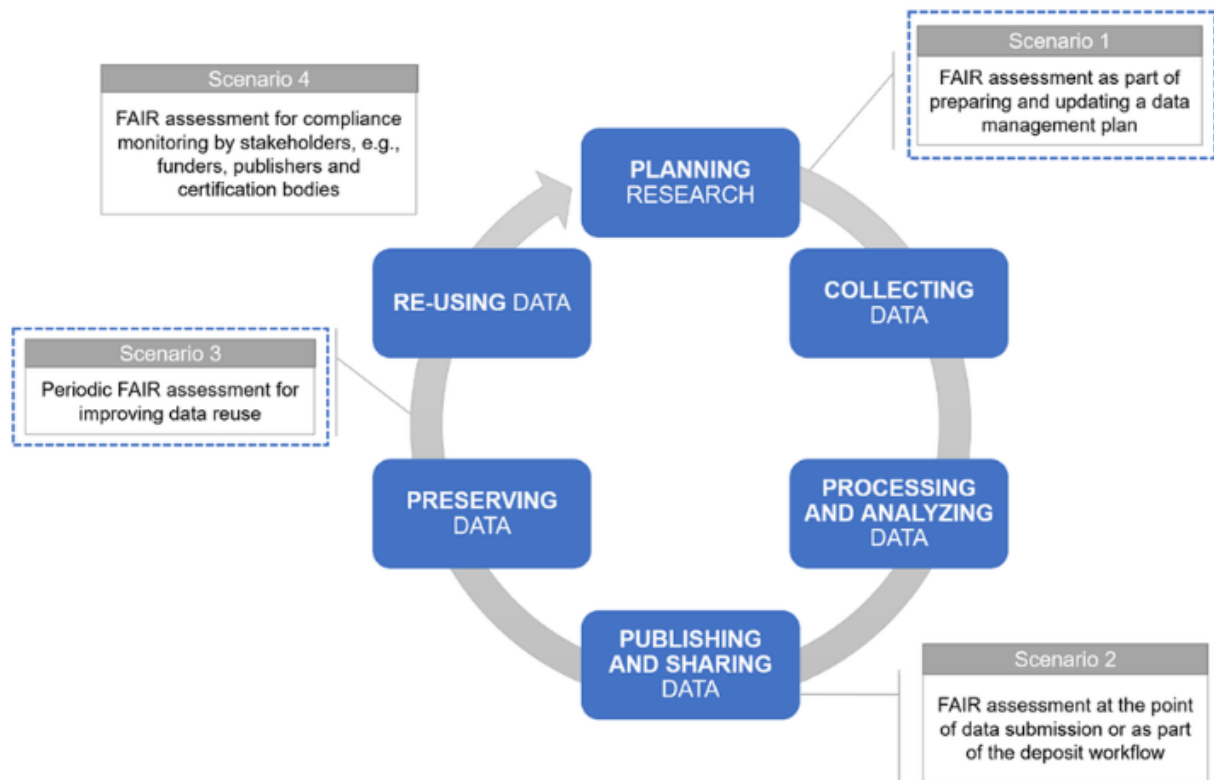 Scenario 1
FAIR assessment as part of
preparing and updating a data
management plan
Scenario 4
FAIR assessment for compliance
monitoring by stakeholders, e.g.,
funders, publishers and
certification bodies
PLANNING
RESEARCH
RE-USING DATA
COLLECTING
DATA
Scenario 3
Periodic FAIR assessment for
improving data reuse
PRESERVING
DATA
PROCESSING
AND ANALYZING
DATA
PUBLISHING
AND SHARING
DATA
Scenario 2
FAIR assessment at the point
of data submission or as part
of the deposit workflow